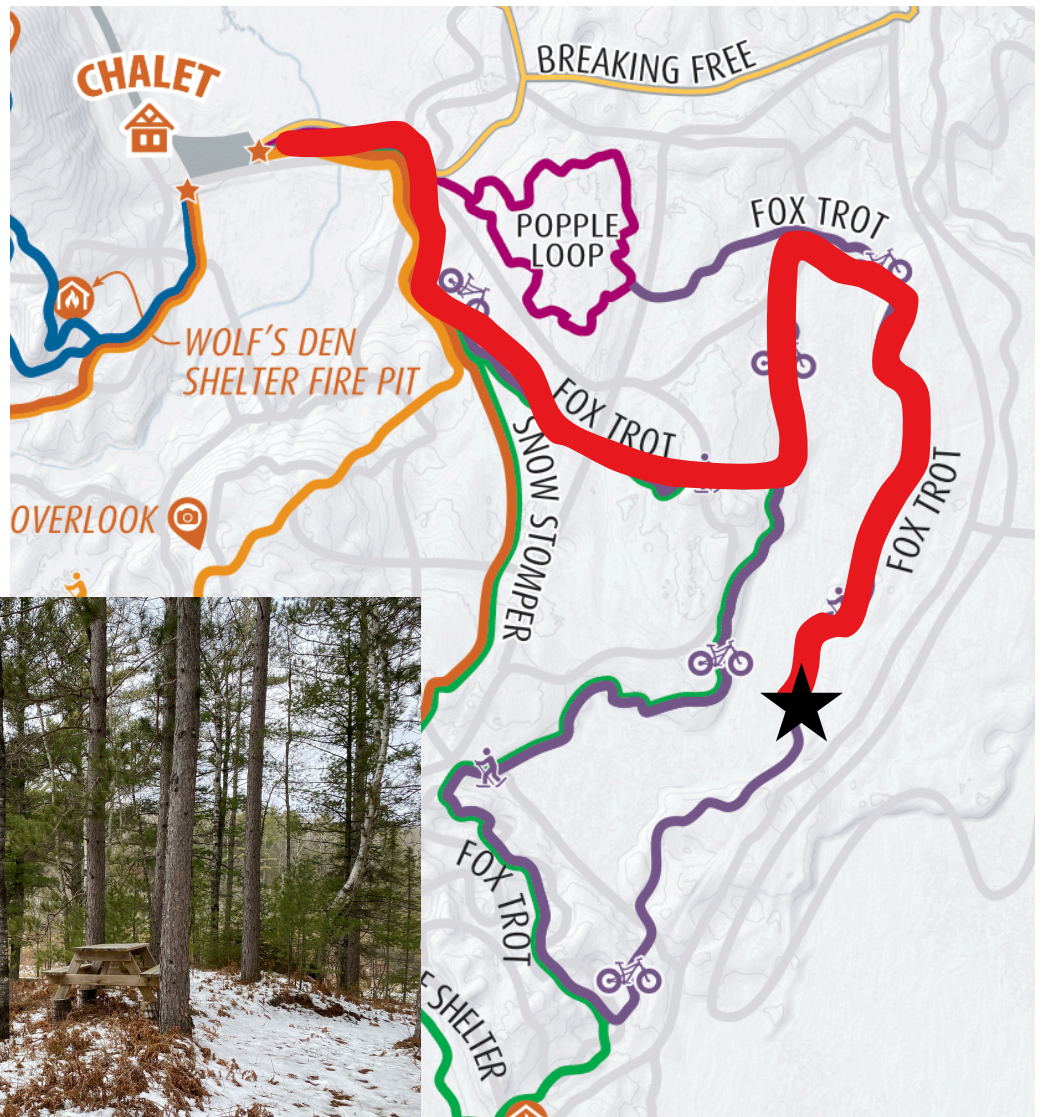 BREAKING FREE
CHALET
FOX TROT
POPPLE
LOOP
WOLF'S DEN
SHELTER FIRE PIT
FOX TROT
SNOW STOMPER
FOX TROT
OVERLOOK
FOX TROT
SHELTER